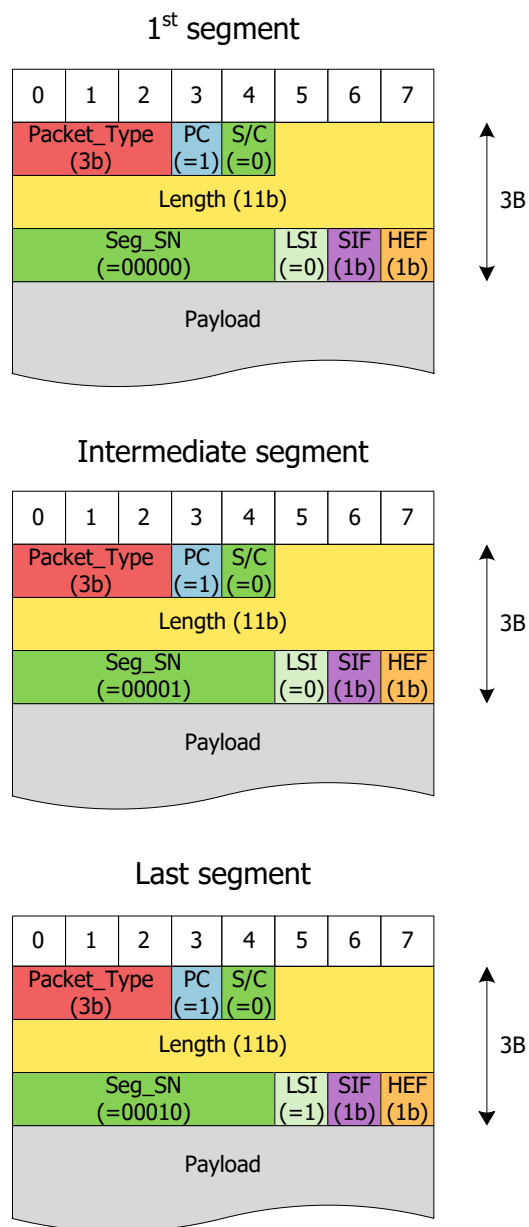 1st segment
0 1 2 3 4 5 6 7
Packet_Type PC S/C
(3b) (=1) (=0)
Length (11b)
3B
Seg_SN LSI SIF HEF
(=00000) (=0) (1b) (1b)
Payload
Intermediate segment
0 1 2 3 4 5 6 7
Packet_Type PC S/C
(3b) (=1) (=0)
Length (11b)
3B
Seg_SN LSI SIF HEF
(=00001) (=0) (1b) (1b)
Payload
Last segment
0 1 2 3 4 5 6 7
Packet_Type PC S/C
(3b) (=1) (=0)
Length (11b)
3B
Seg_SN LSI SIF HEF
(=00010) (=1) (1b) (1b)
Payload